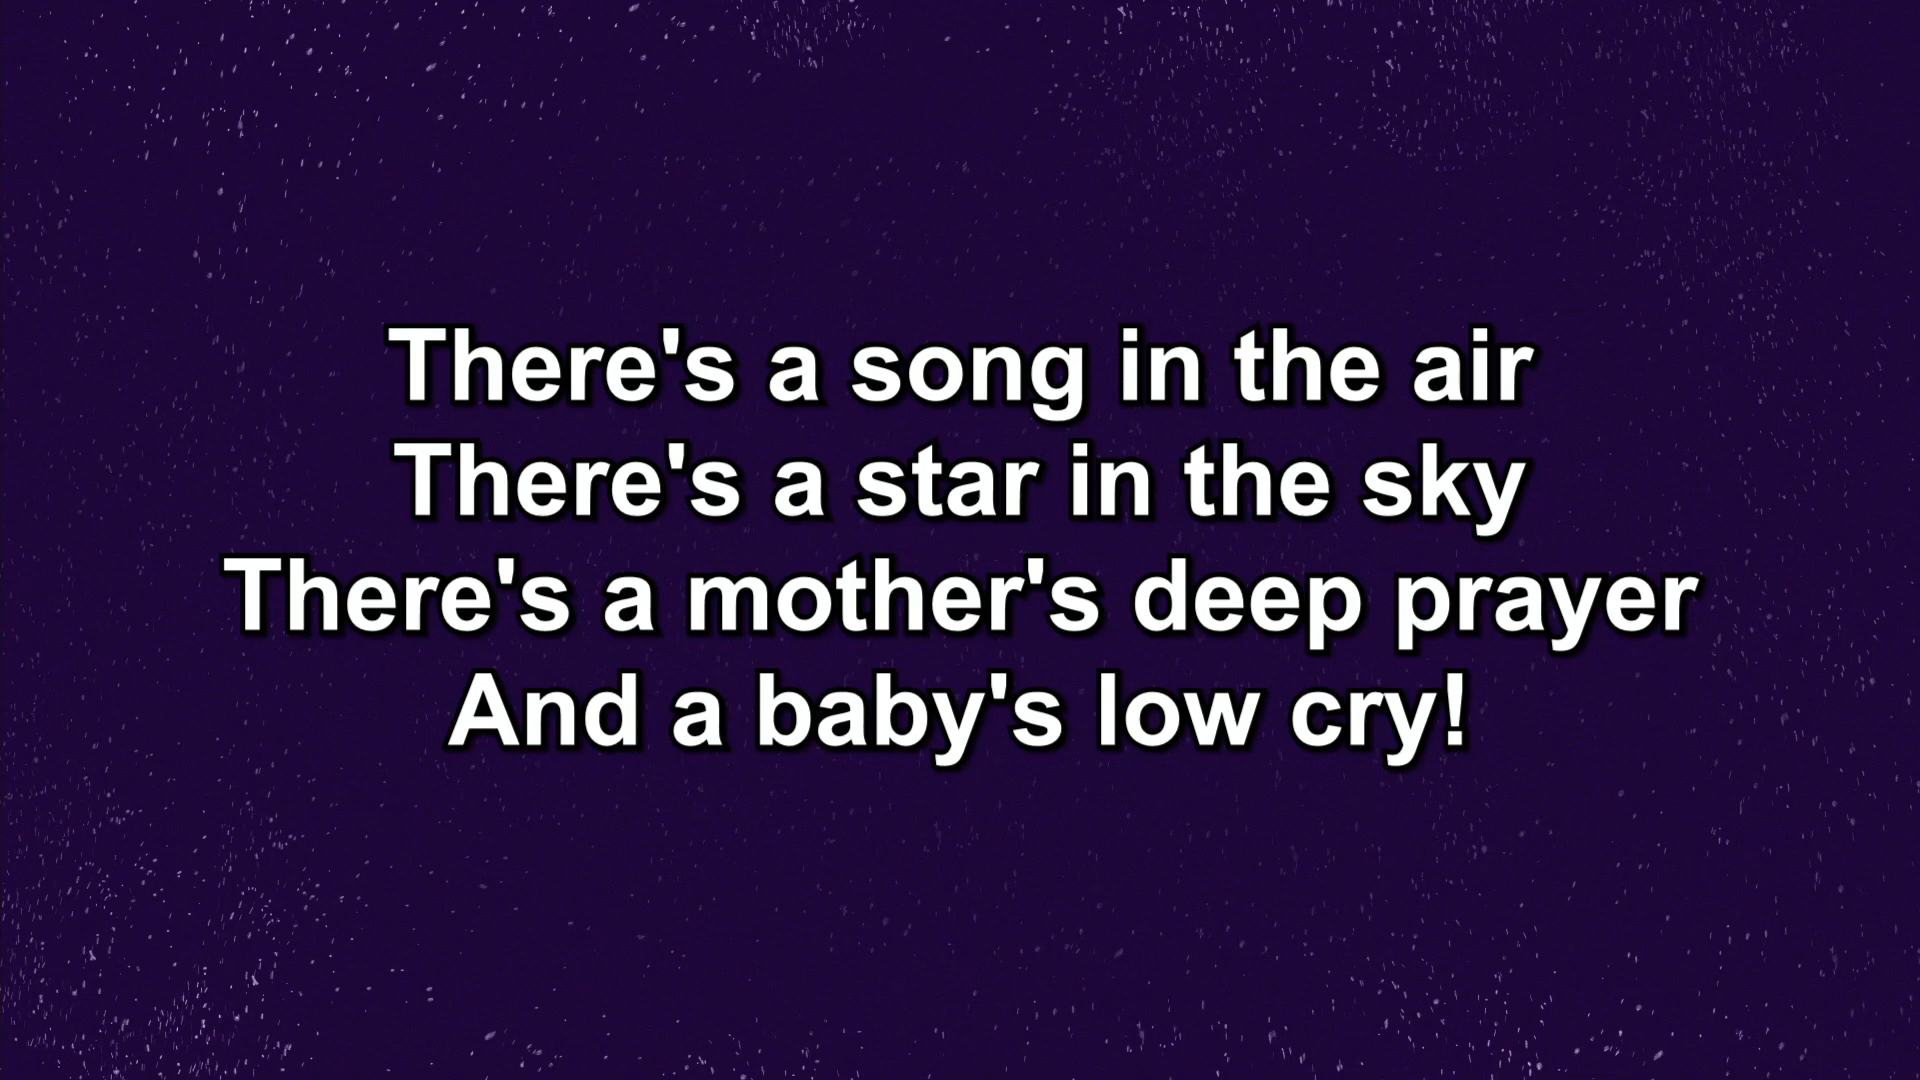 There's a song in the air
There's a star in the sky
There's a mother's deep prayer
And a baby's low cry!